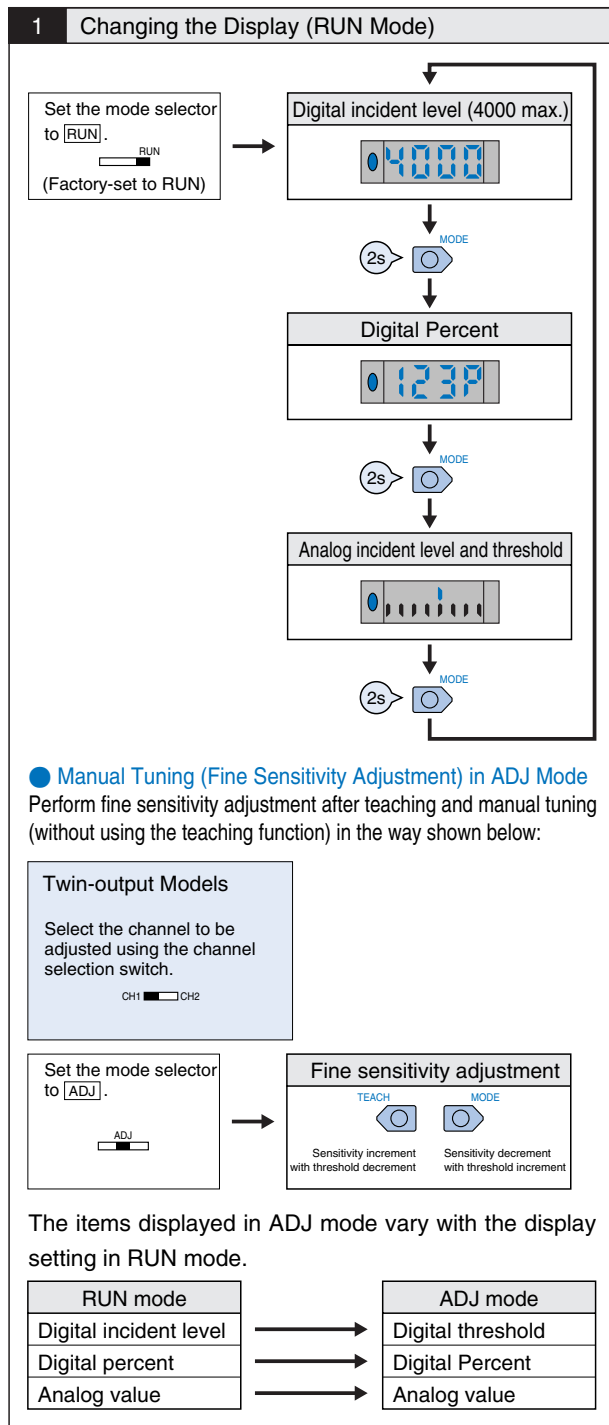 1 Changing the Display (RUN Mode)
Set the mode selector
to RUN .
RUN
(Factory-set to RUN)
Digital incident level (4000 max.)
4000
MODE
2s
Digital Percent
123P
MODE
2s
Analog incident level and threshold
MODE
2s
● Manual Tuning (Fine Sensitivity Adjustment) in ADJ Mode
Perform fine sensitivity adjustment after teaching and manual tuning
(without using the teaching function) in the way shown below:
Twin-output Models
Select the channel to be
adjusted using the channel
selection switch.
CH1 CH2
Set the mode selector
to ADJ .
ADJ
Fine sensitivity adjustment
TEACH MODE
Sensitivity increment
with threshold decrement
Sensitivity decrement
with threshold increment
The items displayed in ADJ mode vary with the display
setting in RUN mode.
RUN mode ADJ mode
Digital incident level Digital threshold
Digital percent Digital Percent
Analog value Analog value